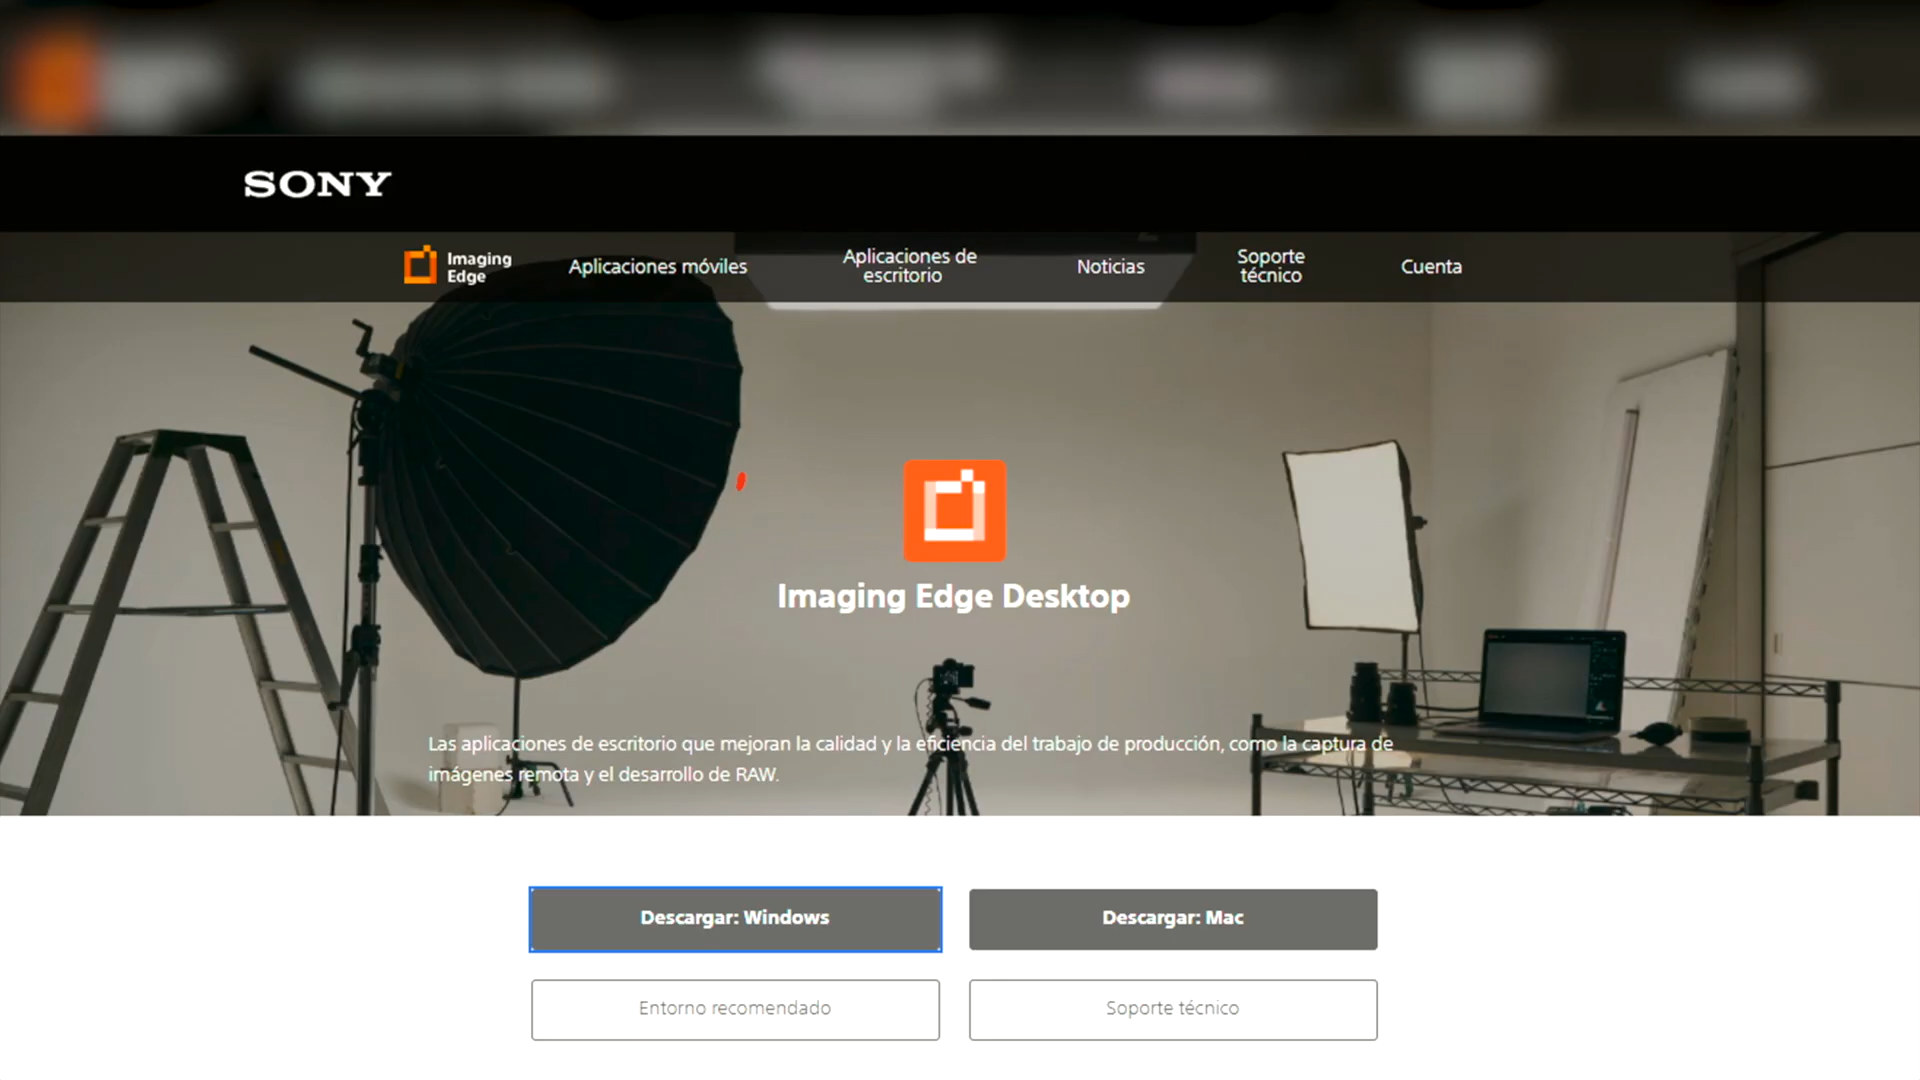 SONY
Imaging
Edge
Aplicaciones móviles
Aplicaciones de
escritorio
Noticias
Soporte
técnico
Cuenta
Imaging Edge Desktop
Las aplicaciones de escritorio que mejoran la calidad y la eficiencia del trabajo de producción, como la captura de
imágenes remota y el desarrollo de RAW.
Descargar: Windows
Descargar: Mac
Entorno recomendado
Soporte técnico